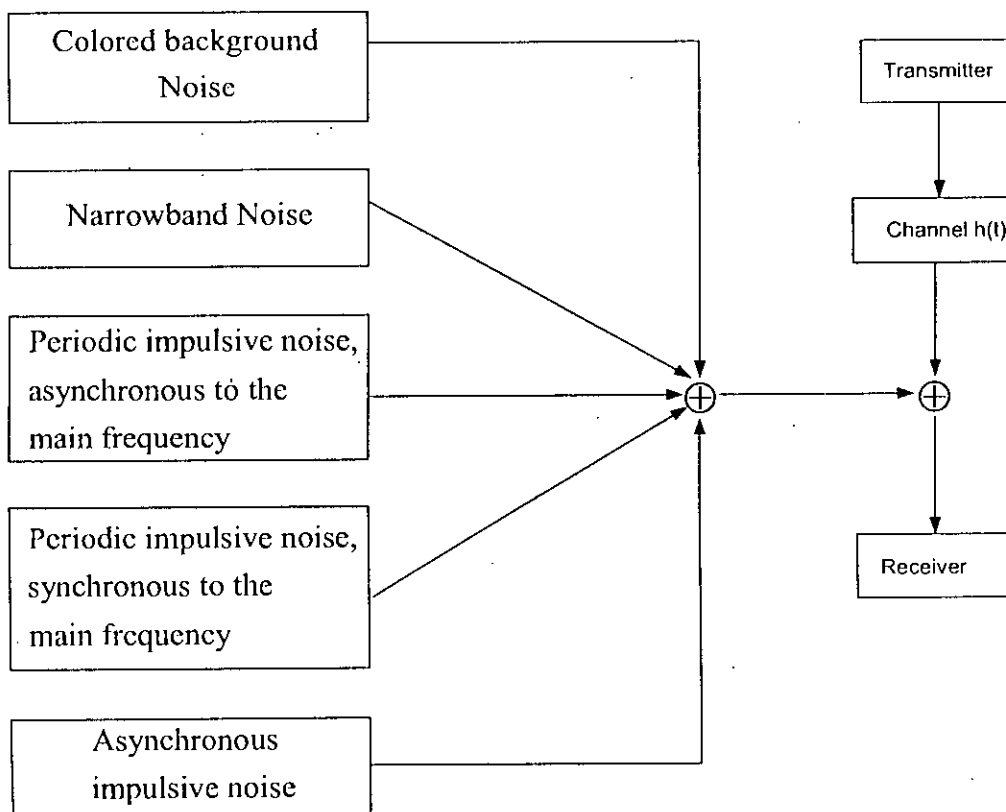 Colored background
Noise
Narrowband Noise
Periodic impulsive noise,
asynchronous to the
main frequency
Periodic impulsive noise,
synchronous to the
main frequency
Asynchronous
impulsive noise
Transmitter
Channel h(t)
Receiver